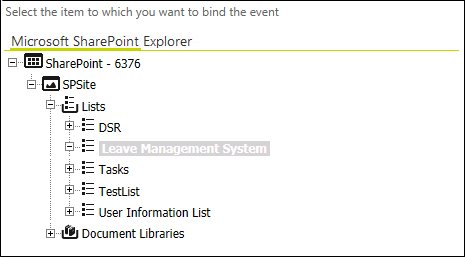 Select the item to which you want to bind the event
Microsoft SharePoint Explorer
SharePoint - 6376
SPSite
Lists
DSR
Leave Management System
Tasks
TestList
User Information List
Document Libraries